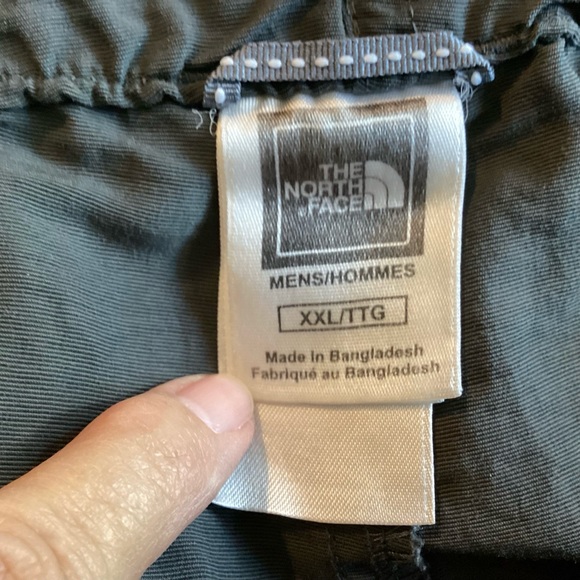 THE
NORTH
FACE
MENS/HOMMES
XXL/TTG
Made in Bangladesh
Fabriqué au Bangladesh